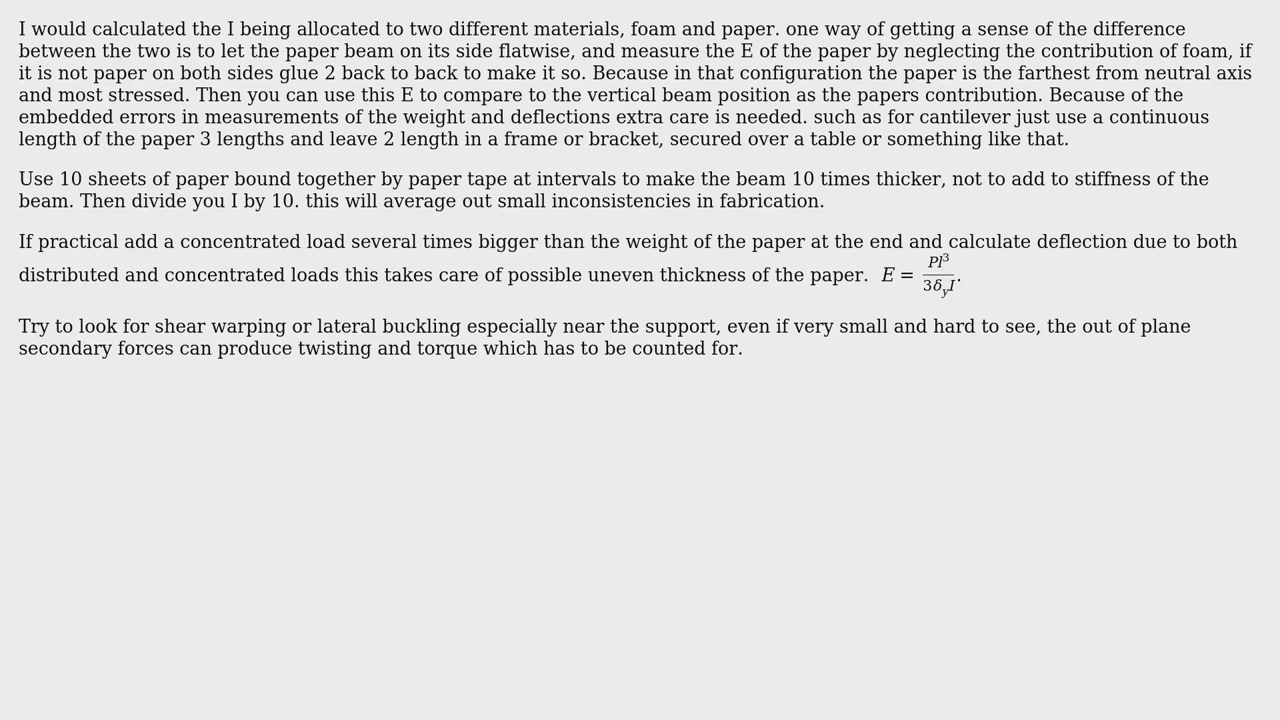 I would calculated the I being allocated to two different materials, foam and paper. one way of getting a sense of the difference
between the two is to let the paper beam on its side flatwise, and measure the E of the paper by neglecting the contribution of foam, if
it is not paper on both sides glue 2 back to back to make it so. Because in that configuration the paper is the farthest from neutral axis
and most stressed. Then you can use this E to compare to the vertical beam position as the papers contribution. Because of the
embedded errors in measurements of the weight and deflections extra care is needed. such as for cantilever just use a continuous
length of the paper 3 lengths and leave 2 length in a frame or bracket, secured over a table or something like that.
Use 10 sheets of paper bound together by paper tape at intervals to make the beam 10 times thicker, not to add to stiffness of the
beam. Then divide you I by 10. this will average out small inconsistencies in fabrication.
If practical add a concentrated load several times bigger than the weight of the paper at the end and calculate deflection due to both
distributed and concentrated loads this takes care of possible uneven thickness of the paper. $E = \frac{Pl^3}{3\delta_y I}$.
Try to look for shear warping or lateral buckling especially near the support, even if very small and hard to see, the out of plane
secondary forces can produce twisting and torque which has to be counted for.